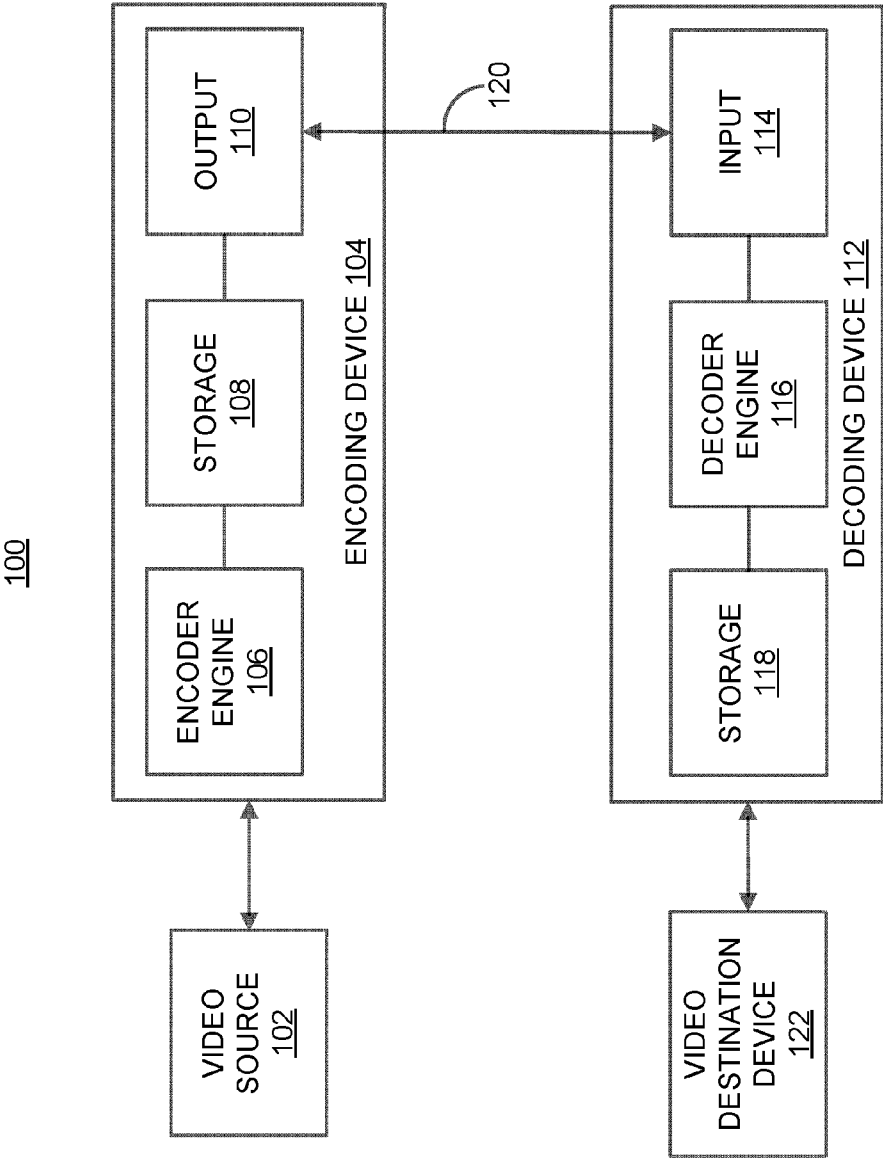 100
VIDEO
SOURCE
102
ENCODER
ENGINE
106
STORAGE
108
OUTPUT
110
ENCODING DEVICE 104
120
VIDEO
DESTINATION
DEVICE
122
STORAGE
118
DECODER
ENGINE
116
INPUT
114
DECODING DEVICE 112